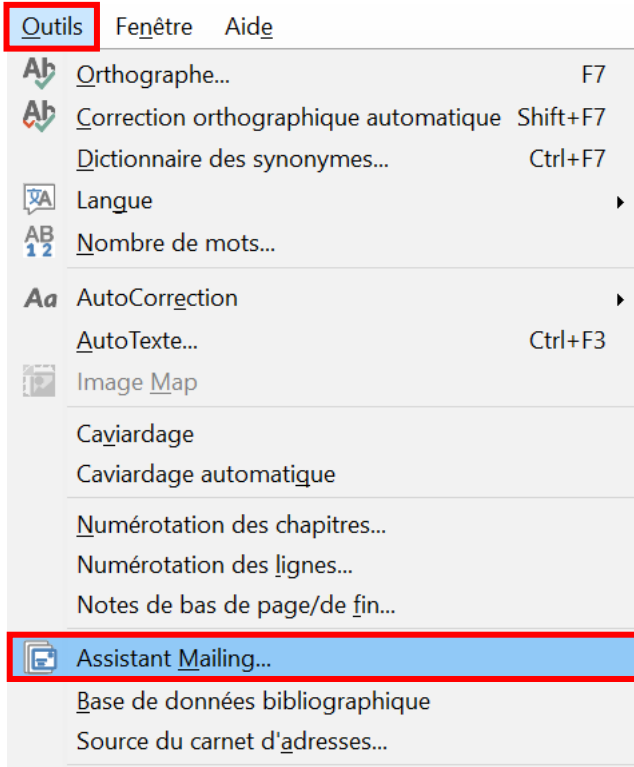 Outils Fenêtre Aide
Orthographe... F7
Correction orthographique automatique Shift+F7
Dictionnaire des synonymes... Ctrl+F7
Langue
Nombre de mots...
Aa AutoCorrection
AutoTexte... Ctrl+F3
Image Map
Caviardage
Caviardage automatique
Numérotation des chapitres...
Numérotation des lignes...
Notes de bas de page/de fin...
Assistant Mailing...
Base de données bibliographique
Source du carnet d'adresses...